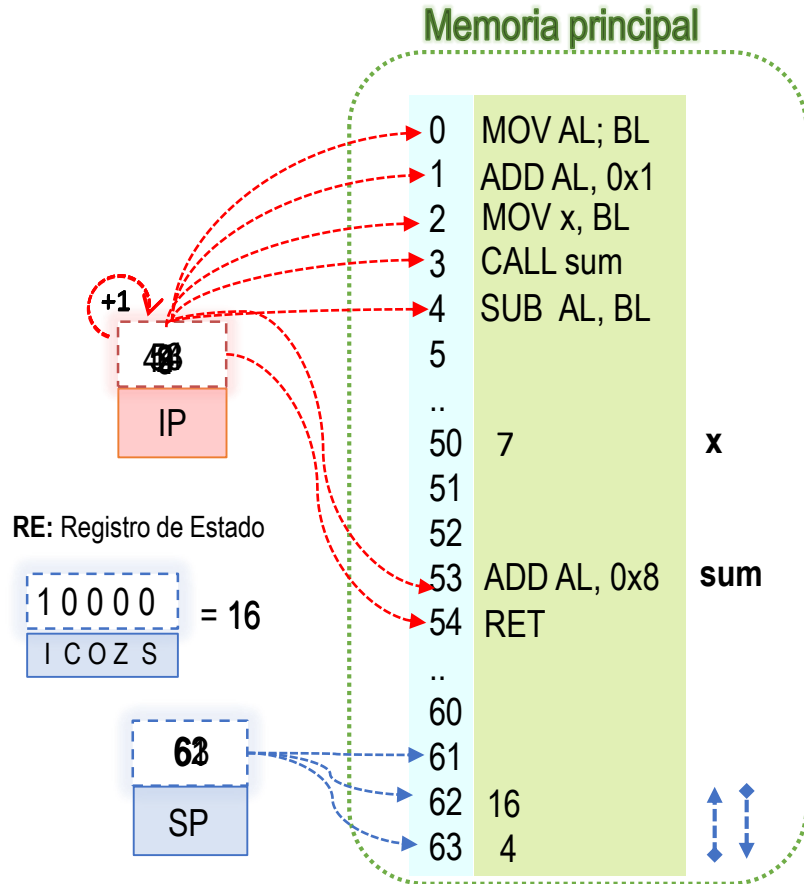 Memoria principal
0 MOV AL; BL
1 ADD AL, 0x1
2 MOV x, BL
3 CALL sum
4 SUB AL, BL
5
..
50 7 x
51
52
53 ADD AL, 0x8 sum
54 RET
..
60
61
62 16
63 4
+1
IP
RE: Registro de Estado
1 0 0 0 0 = 16
I C O Z S
SP